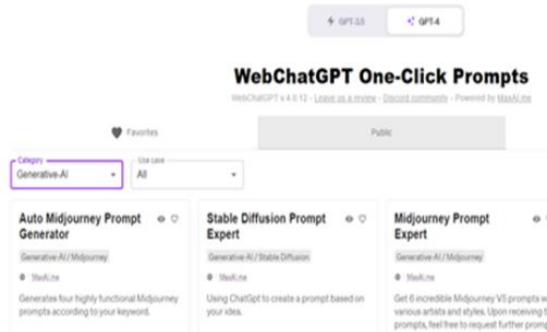 GPT-3.5
GPT-4
WebChatGPT One-Click Prompts
WebChatGPT v.4.0.12 - Leave us a review - Discord community - Powered by MaxAI.me
Favorites
Public
Category
Use case
Generative-AI
All
Auto Midjourney Prompt
Generator
Generative-AI / Midjourney
MaxAI.me
Generates four highly functional Midjourney
prompts according to your keyword.
Stable Diffusion Prompt
Expert
Generative-AI / Stable Diffusion
MaxAI.me
Using ChatGpt to create a prompt based on
your idea.
Midjourney Prompt
Expert
Generative-AI / Midjourney
MaxAI.me
Get 6 incredible Midjourney V5 prompts w
various artists and styles. Upon receiving t
prompts, feel free to request further promp